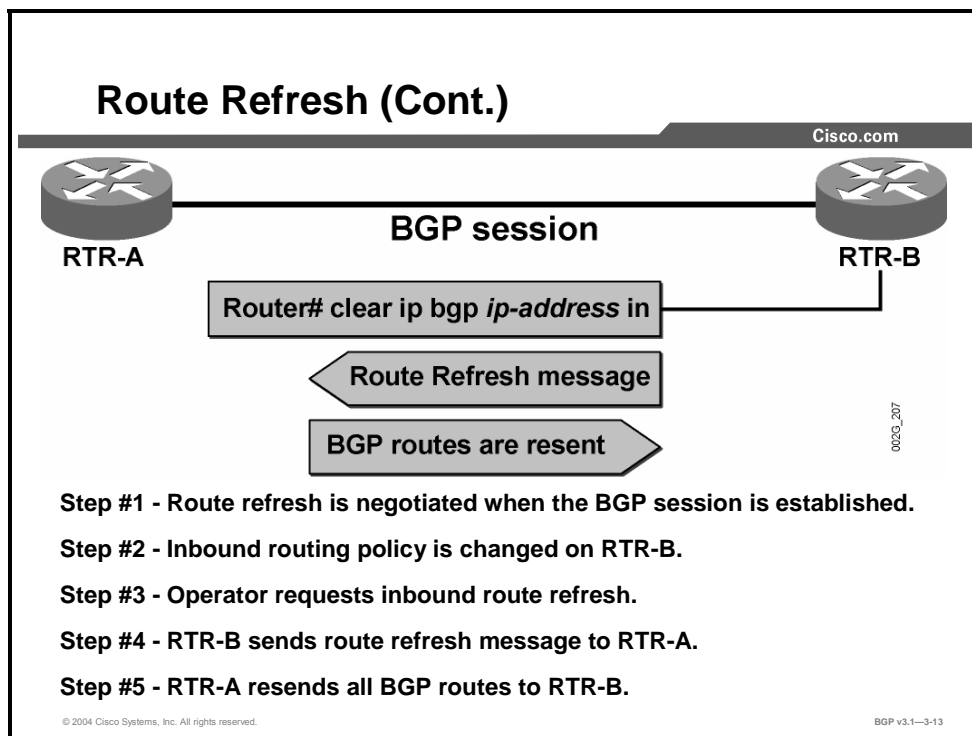 Route Refresh (Cont.)
Cisco.com
BGP session
RTR-A
RTR-B
Router# clear ip bgp ip-address in
Route Refresh message
BGP routes are resent
002G_207
Step #1 - Route refresh is negotiated when the BGP session is established.
Step #2 - Inbound routing policy is changed on RTR-B.
Step #3 - Operator requests inbound route refresh.
Step #4 - RTR-B sends route refresh message to RTR-A.
Step #5 - RTR-A resends all BGP routes to RTR-B.
© 2004 Cisco Systems, Inc. All rights reserved.
BGP v3.1—3-13